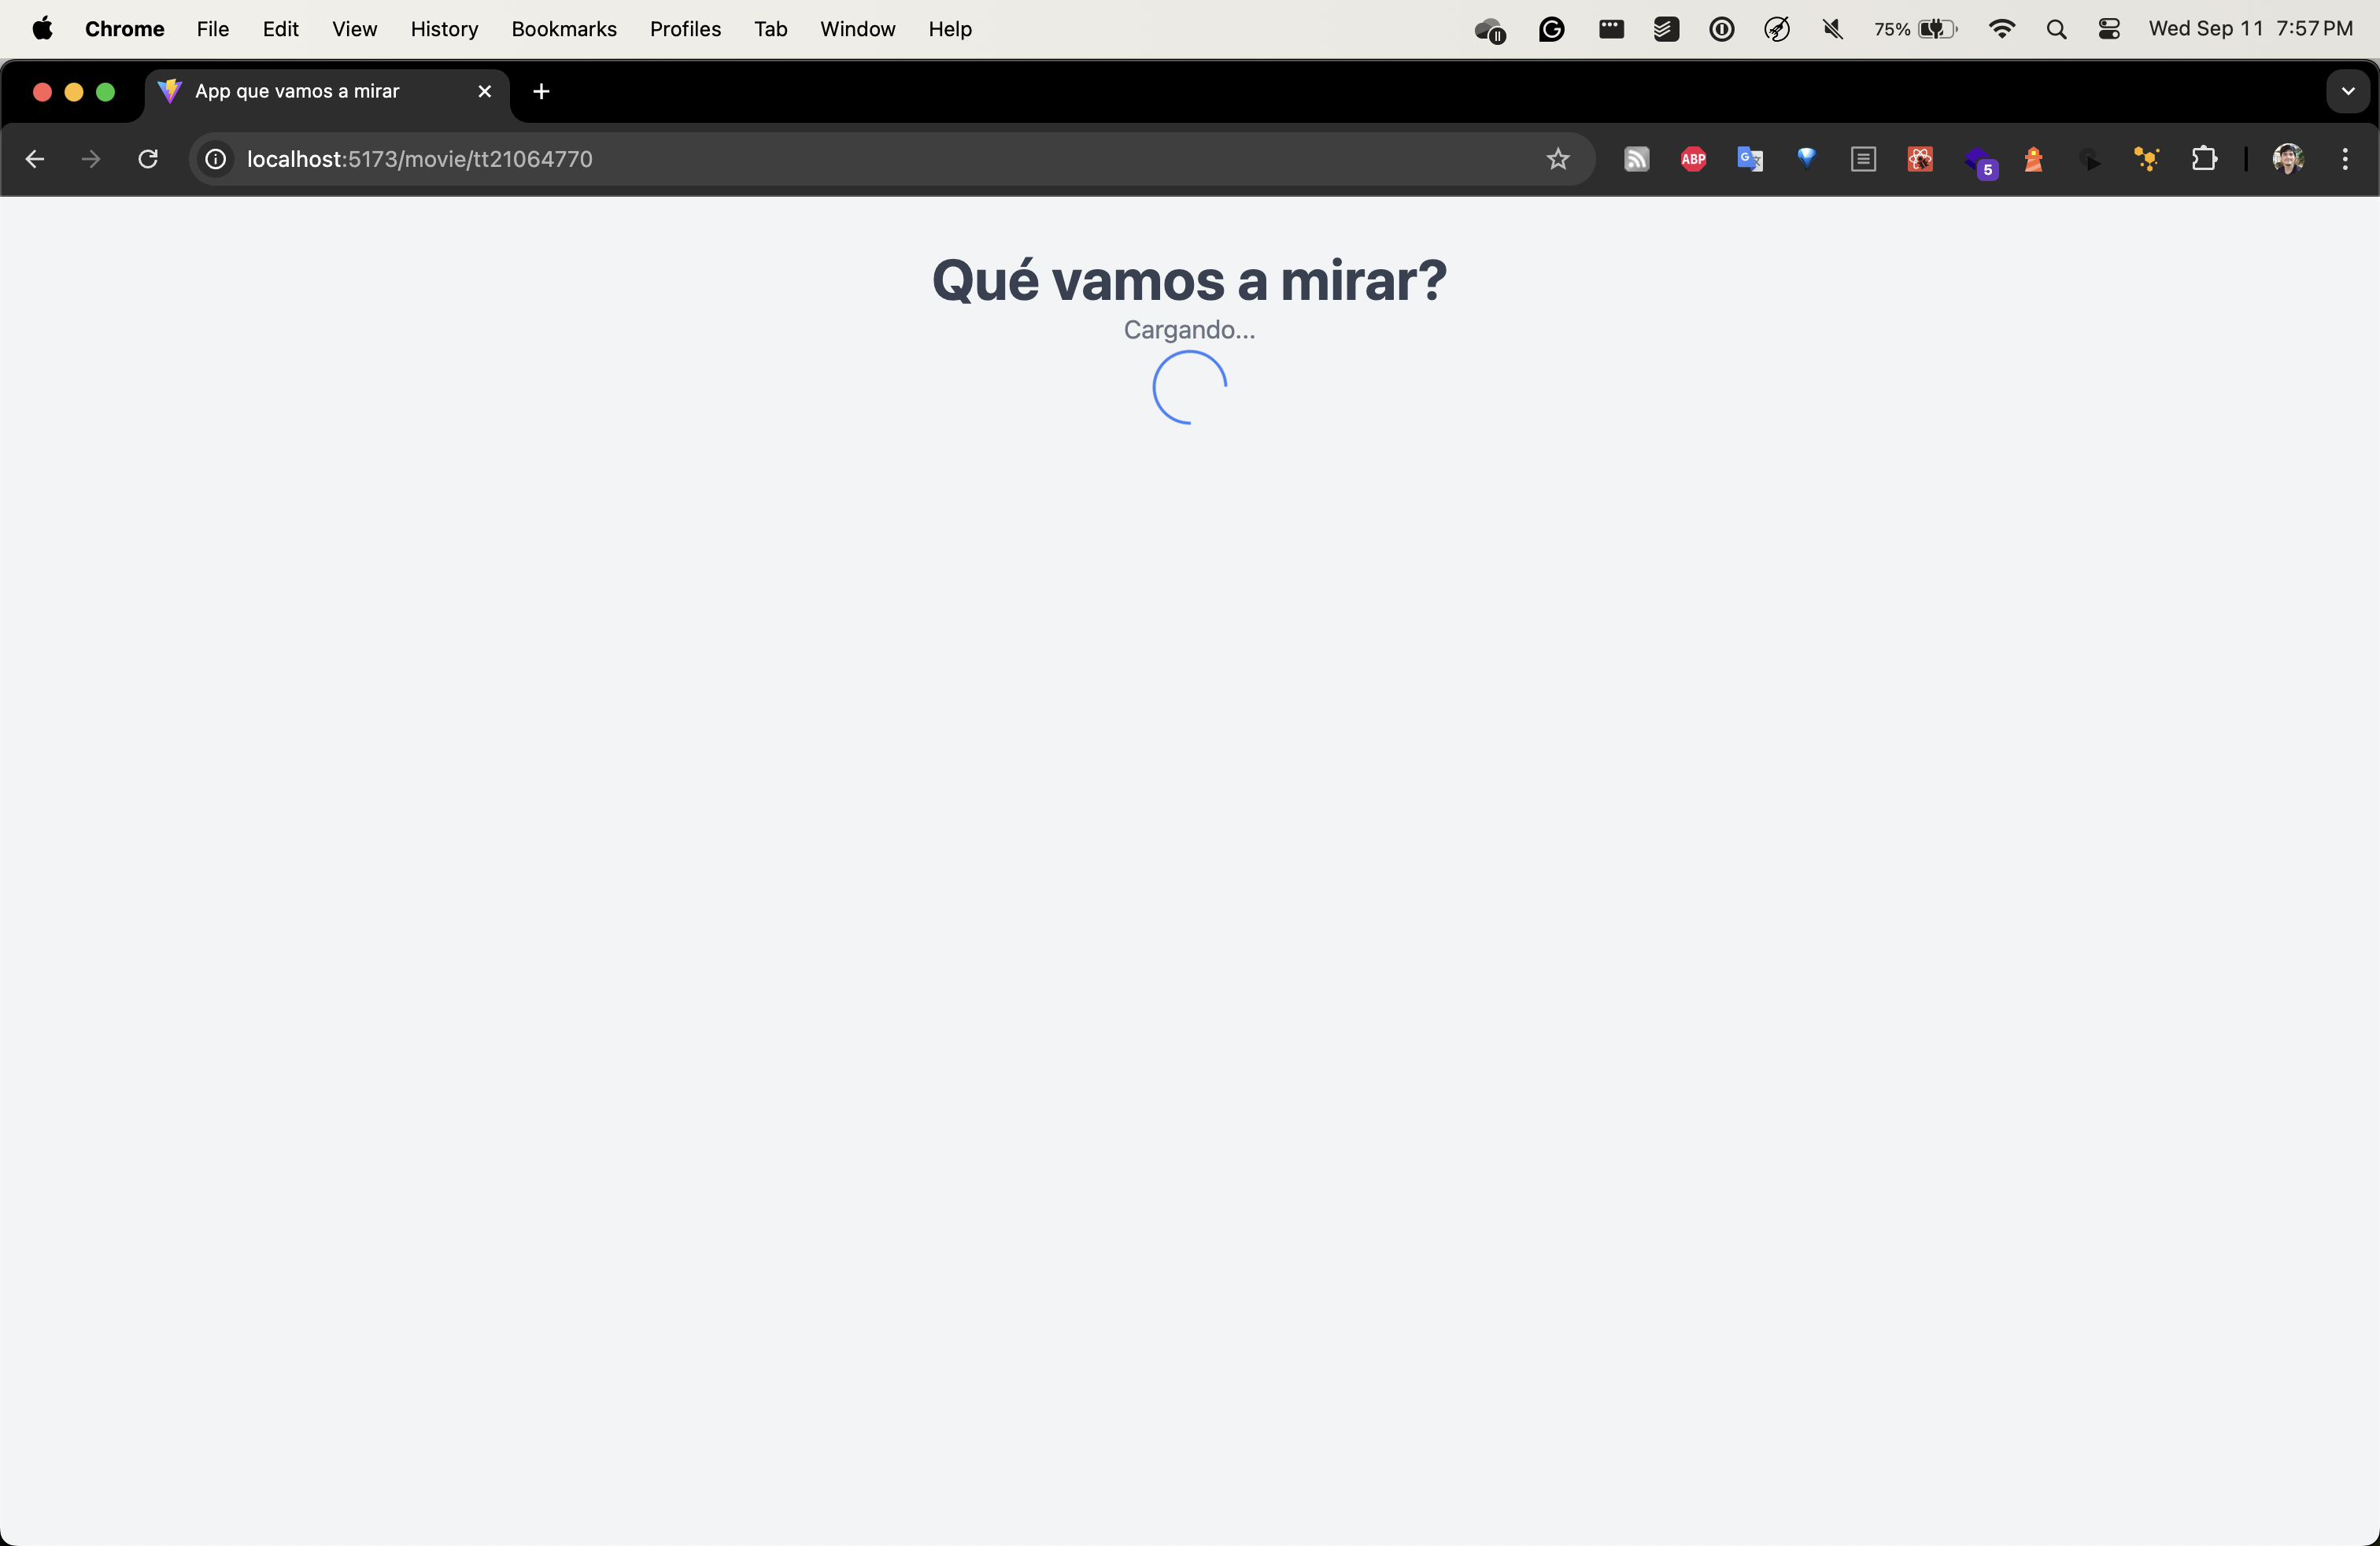 Chrome File Edit View History Bookmarks Profiles Tab Window Help 75% Wed Sep 11 7:57 PM
App que vamos a mirar
localhost:5173/movie/tt21064770 ABP G 5
Qué vamos a mirar?
Cargando...